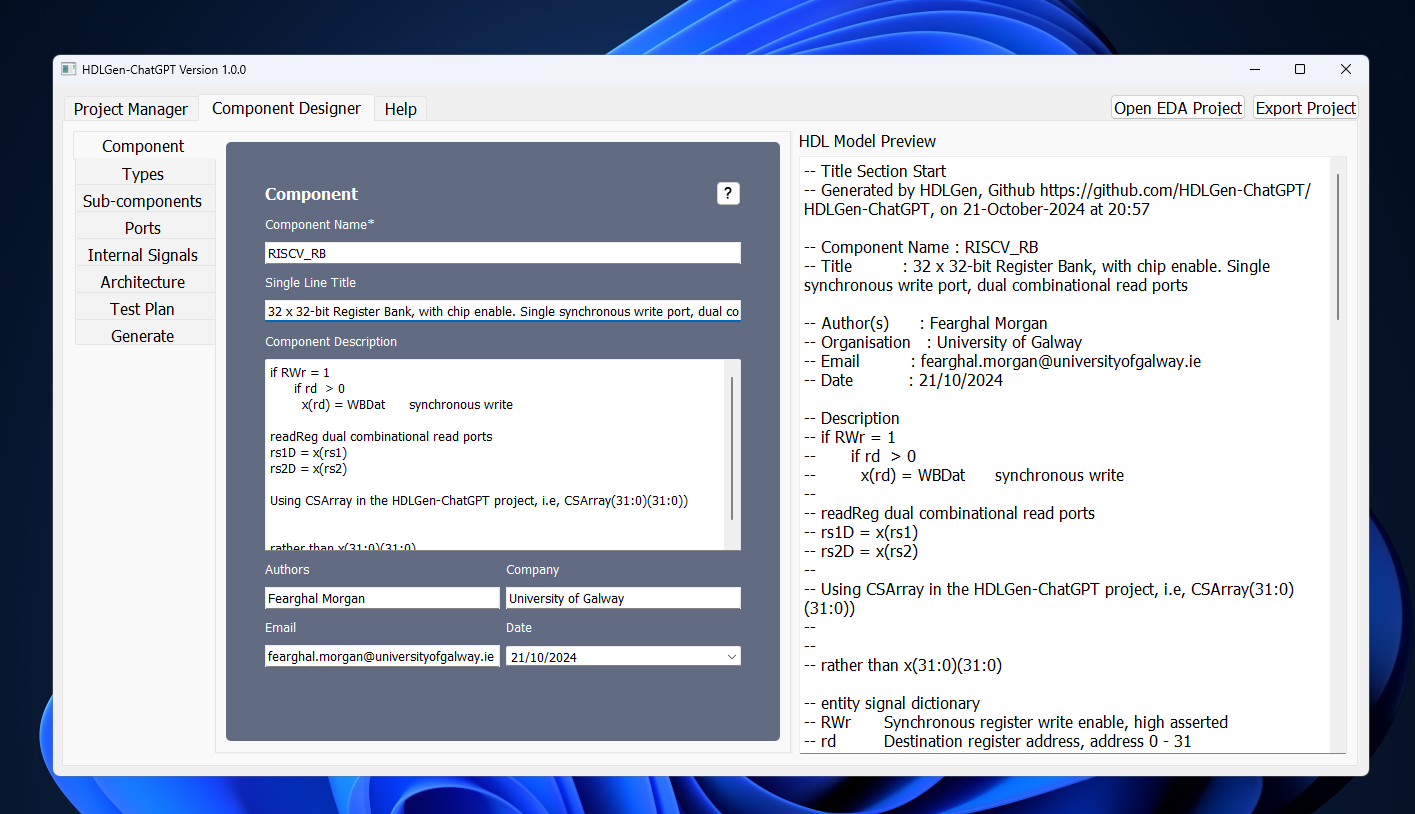 HDLGen-ChatGPT Version 1.0.0
Project Manager
Component Designer
Help
Open EDA Project
Export Project
Component
Types
Sub-components
Ports
Internal Signals
Architecture
Test Plan
Generate
Component
?
Component Name*
RISCV_RB
Single Line Title
32 x 32-bit Register Bank, with chip enable. Single synchronous write port, dual co
Component Description
if RWr = 1
if rd > 0
x(rd) = WBDat synchronous write
readReg dual combinational read ports
rs1D = x(rs1)
rs2D = x(rs2)
Using CSArray in the HDLGen-ChatGPT project, i.e, CSArray(31:0)(31:0))
rather than x(31:0)(31:0)
Authors
Company
Fearghal Morgan
University of Galway
Email
Date
fearghal.morgan@universityofgalway.ie
21/10/2024
HDL Model Preview
-- Title Section Start
-- Generated by HDLGen, Github https://github.com/HDLGen-ChatGPT/
HDLGen-ChatGPT, on 21-October-2024 at 20:57
-- Component Name : RISCV_RB
-- Title : 32 x 32-bit Register Bank, with chip enable. Single
synchronous write port, dual combinational read ports
-- Author(s) : Fearghal Morgan
-- Organisation : University of Galway
-- Email : fearghal.morgan@universityofgalway.ie
-- Date : 21/10/2024
-- Description
-- if RWr = 1
-- if rd > 0
-- x(rd) = WBDat synchronous write
--
-- readReg dual combinational read ports
-- rs1D = x(rs1)
-- rs2D = x(rs2)
--
-- Using CSArray in the HDLGen-ChatGPT project, i.e, CSArray(31:0)
(31:0))
--
--
-- rather than x(31:0)(31:0)
-- entity signal dictionary
-- RWr Synchronous register write enable, high asserted
-- rd Destination register address, address 0 - 31